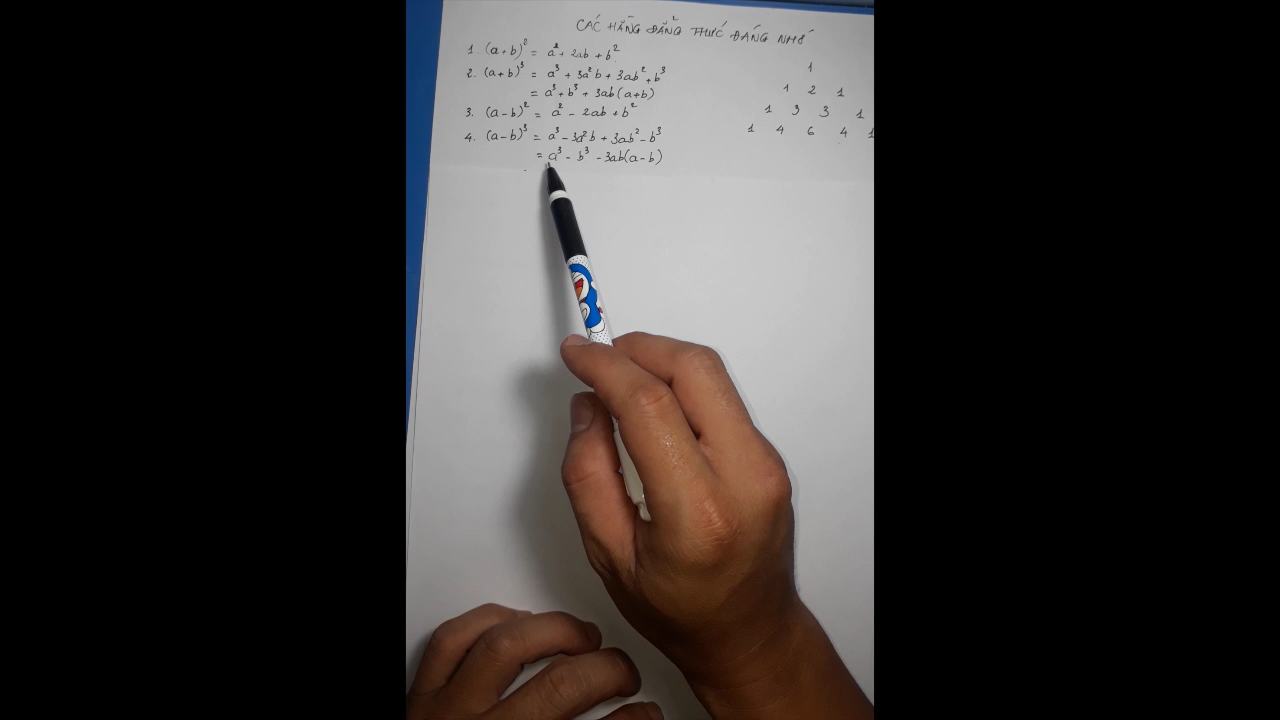 CÁC HẰNG ĐẲNG THỨC ĐÁNG NHỚ
1. (a+b)² = a² + 2ab + b²
2. (a+b)³ = a³ + 3a²b + 3ab² + b³
= a³ + b³ + 3ab(a+b)
3. (a-b)² = a² - 2ab + b²
4. (a-b)³ = a³ - 3a²b + 3ab² - b³
= a³ - b³ - 3ab(a-b)
1
1 2 1
1 3 3 1
1 4 6 4 1